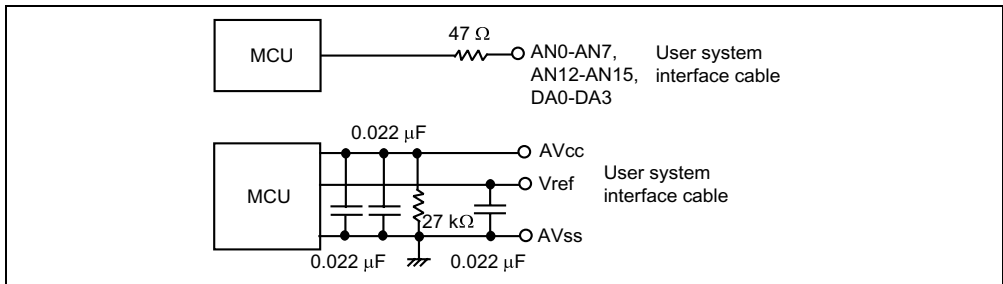 47 Ω
MCU
AN0-AN7,
AN12-AN15,
DA0-DA3
User system
interface cable
0.022 μF
AVcc
Vref
User system
interface cable
MCU
27 kΩ
AVss
0.022 μF
0.022 μF